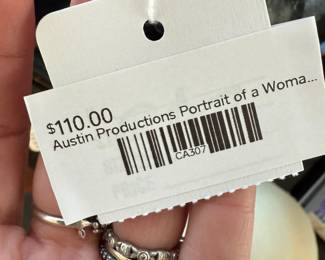 $110.00
Austin Productions Portrait of a Woma...
CA307